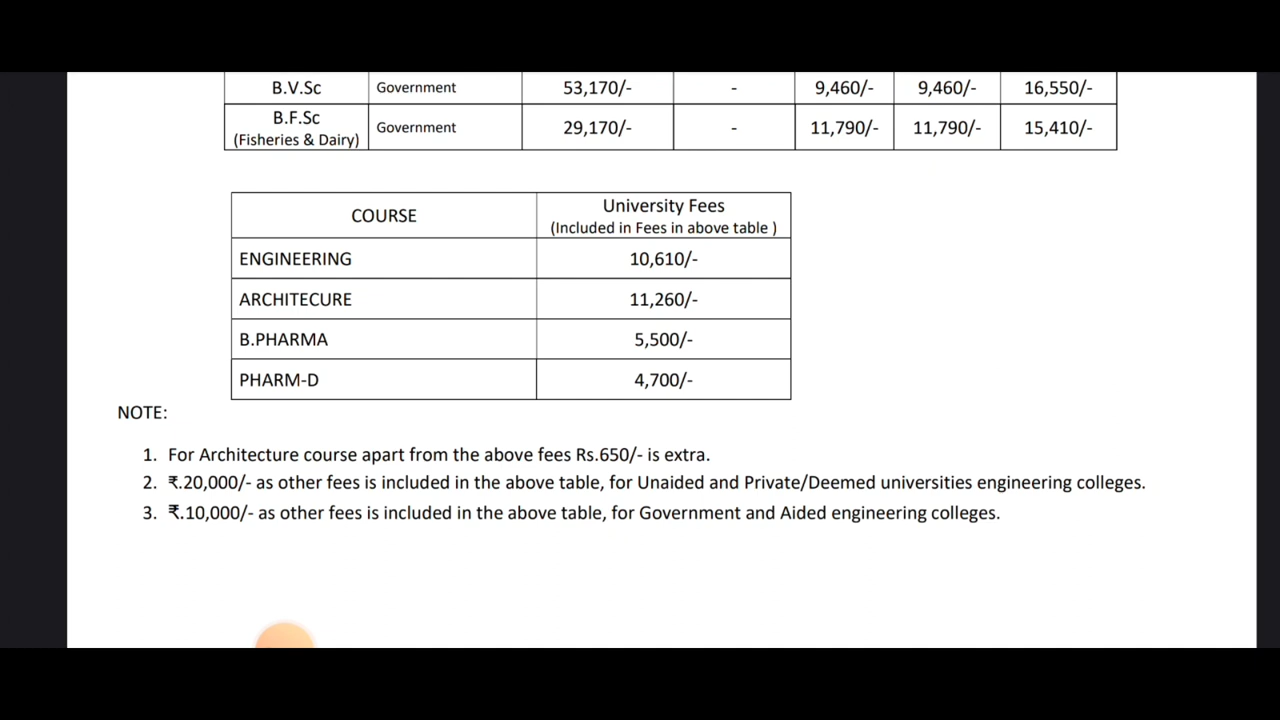 B.V.Sc Government 53,170/- - 9,460/- 9,460/- 16,550/-
B.F.Sc
(Fisheries & Dairy) Government 29,170/- - 11,790/- 11,790/- 15,410/-
COURSE University Fees
(Included in Fees in above table )
ENGINEERING 10,610/-
ARCHITECURE 11,260/-
B.PHARMA 5,500/-
PHARM-D 4,700/-
NOTE:
1. For Architecture course apart from the above fees Rs.650/- is extra.
2. ₹.20,000/- as other fees is included in the above table, for Unaided and Private/Deemed universities engineering colleges.
3. ₹.10,000/- as other fees is included in the above table, for Government and Aided engineering colleges.